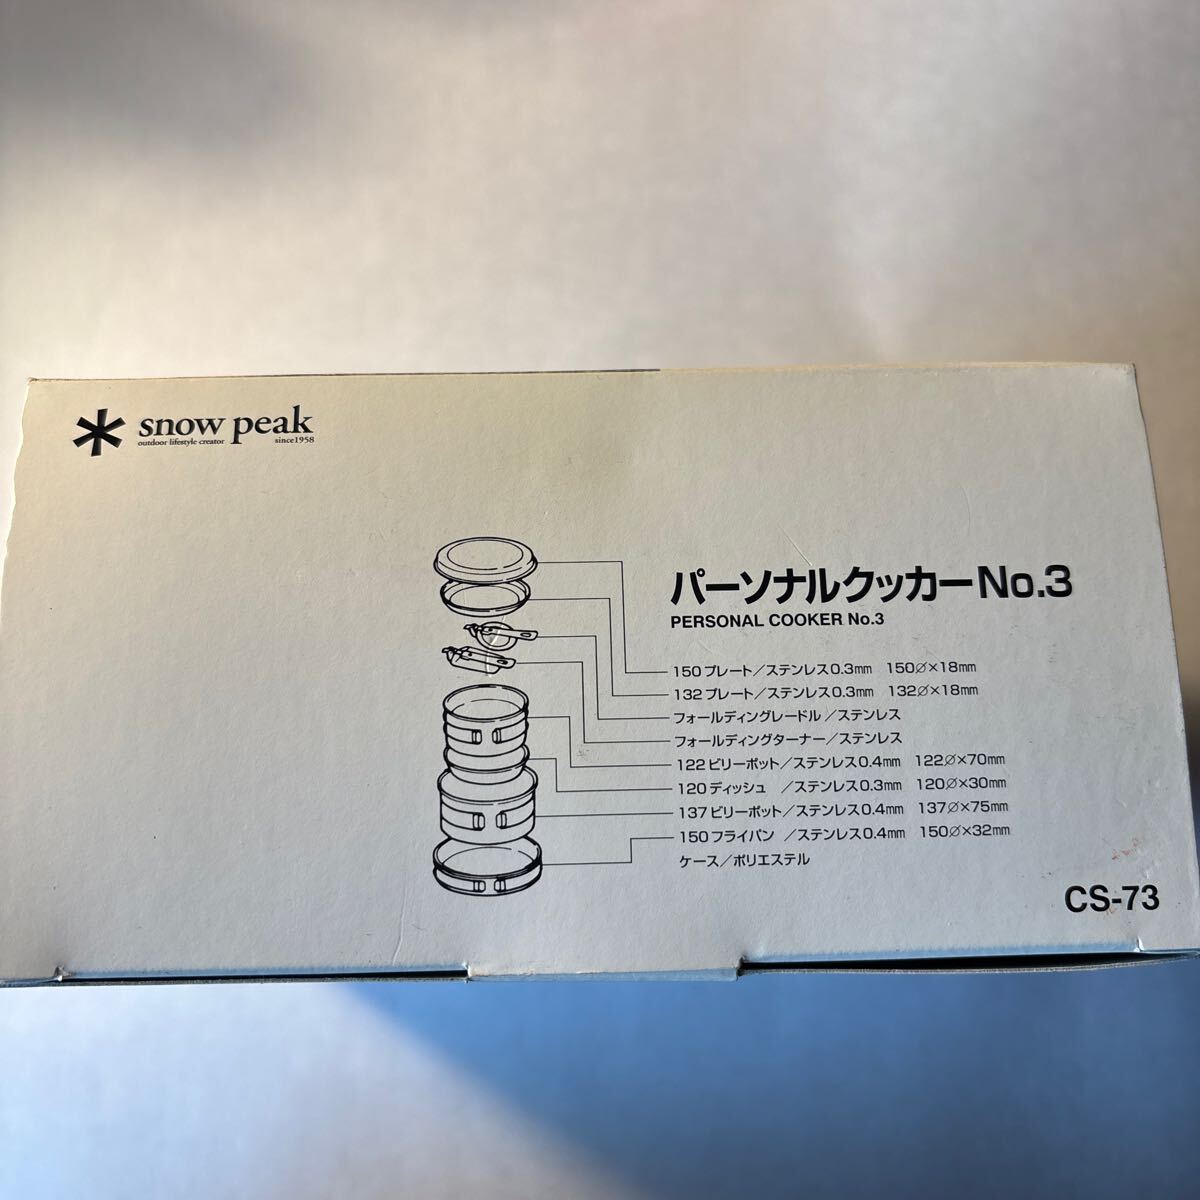 snow peak
outdoor lifestyle creator since1958
パーソナルクッカーNo.3
PERSONAL COOKER No.3
150プレート／ステンレス0.3mm 150∅×18mm
132プレート／ステンレス0.3mm 132∅×18mm
フォールディングレードル／ステンレス
フォールディングターナー／ステンレス
122ビリーポット／ステンレス0.4mm 122∅×70mm
120ディッシュ ／ステンレス0.3mm 120∅×30mm
137ビリーポット／ステンレス0.4mm 137∅×75mm
150フライパン ／ステンレス0.4mm 150∅×32mm
ケース／ポリエステル
CS-73